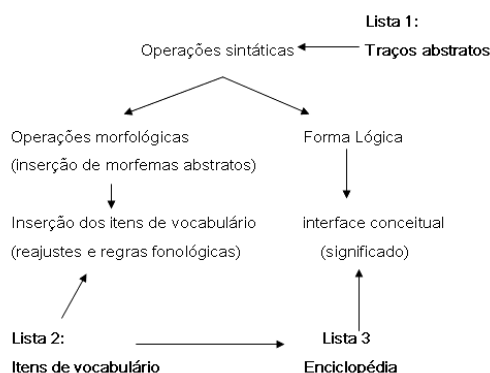 Lista 1:
Operações sintáticas
Traços abstratos
Operações morfológicas
(inserção de morfemas abstratos)
Forma Lógica
Inserção dos itens de vocabulário
(reajustes e regras fonológicas)
interface conceitual
(significado)
Lista 2:
Itens de vocabulário
Lista 3
Enciclopédia